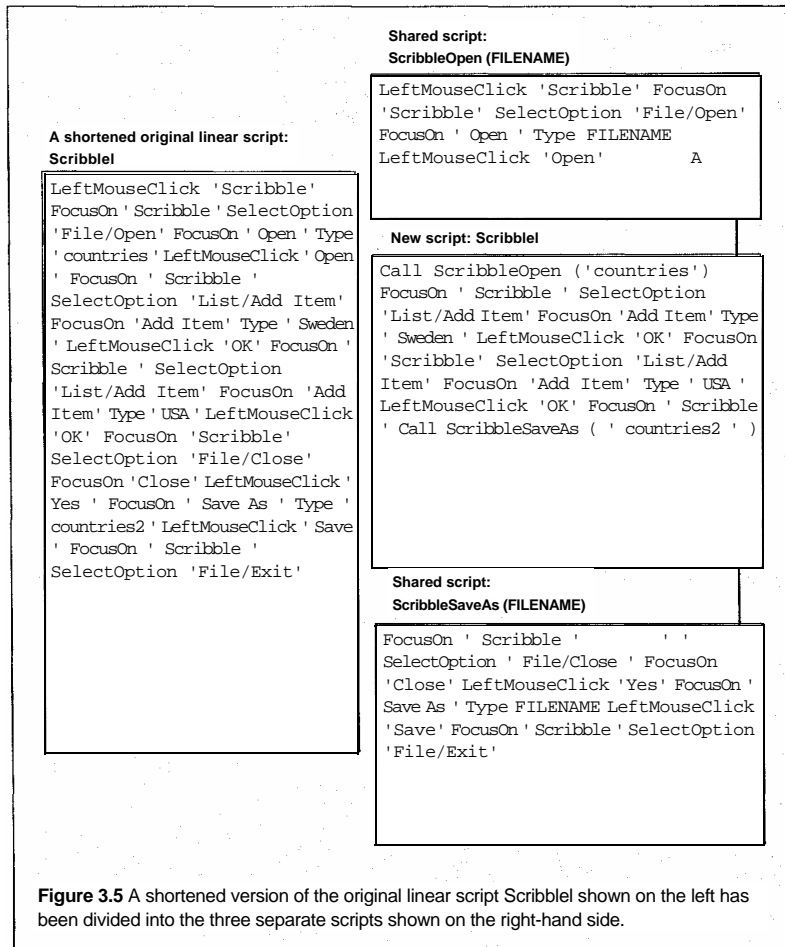 A shortened original linear script:
Scribblel
LeftMouseClick 'Scribble'
FocusOn 'Scribble' SelectOption
'File/Open' FocusOn ' Open ' Type
' countries ' LeftMouseClick ' Open
' FocusOn ' Scribble '
SelectOption 'List/Add Item'
FocusOn 'Add Item' Type ' Sweden
' LeftMouseClick 'OK' FocusOn '
Scribble ' SelectOption
'List/Add Item' FocusOn 'Add
Item' Type ' USA ' LeftMouseClick
'OK' FocusOn 'Scribble'
SelectOption 'File/Close'
FocusOn 'Close' LeftMouseClick '
Yes ' FocusOn ' Save As ' Type '
countries2 ' LeftMouseClick ' Save
' FocusOn ' Scribble '
SelectOption 'File/Exit'
Shared script:
ScribbleOpen (FILENAME)
LeftMouseClick 'Scribble' FocusOn
'Scribble' SelectOption 'File/Open'
FocusOn ' Open ' Type FILENAME
LeftMouseClick 'Open' A
New script: Scribblel
Call ScribbleOpen ('countries')
FocusOn ' Scribble ' SelectOption
'List/Add Item' FocusOn 'Add Item' Type
' Sweden ' LeftMouseClick 'OK' FocusOn
'Scribble' SelectOption 'List/Add
Item' FocusOn 'Add Item' Type ' USA '
LeftMouseClick 'OK' FocusOn ' Scribble
' Call ScribbleSaveAs ( ' countries2 ' )
Shared script:
ScribbleSaveAs (FILENAME)
FocusOn ' Scribble ' ' '
SelectOption ' File/Close ' FocusOn
'Close' LeftMouseClick 'Yes' FocusOn '
Save As ' Type FILENAME LeftMouseClick
'Save' FocusOn 'Scribble' SelectOption
'File/Exit'
Figure 3.5 A shortened version of the original linear script Scribblel shown on the left has
been divided into the three separate scripts shown on the right-hand side.